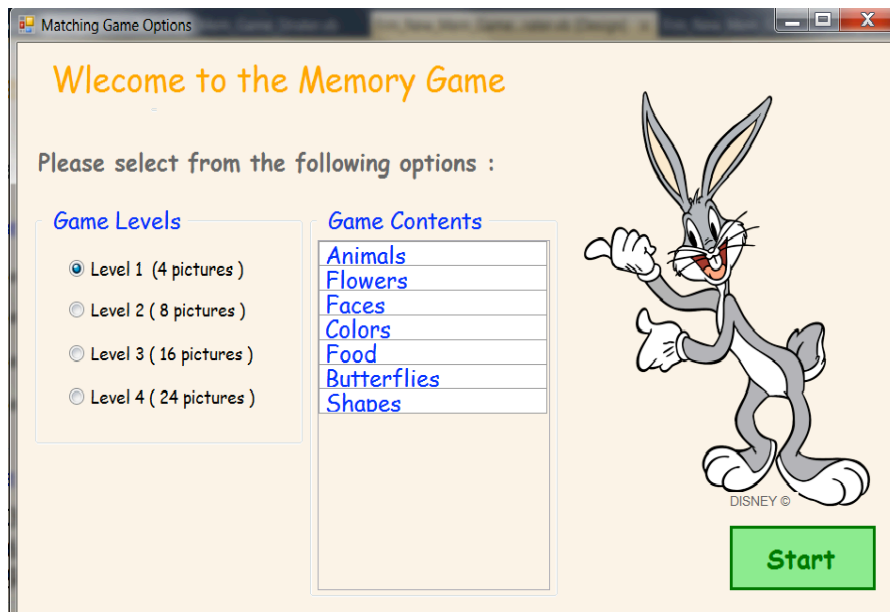 Matching Game Options
Wlecome to the Memory Game
Please select from the following options :
Game Levels
Level 1 (4 pictures )
Level 2 ( 8 pictures )
Level 3 ( 16 pictures )
Level 4 ( 24 pictures )
Game Contents
Animals
Flowers
Faces
Colors
Food
Butterflies
Shapes
DISNEY ©
Start